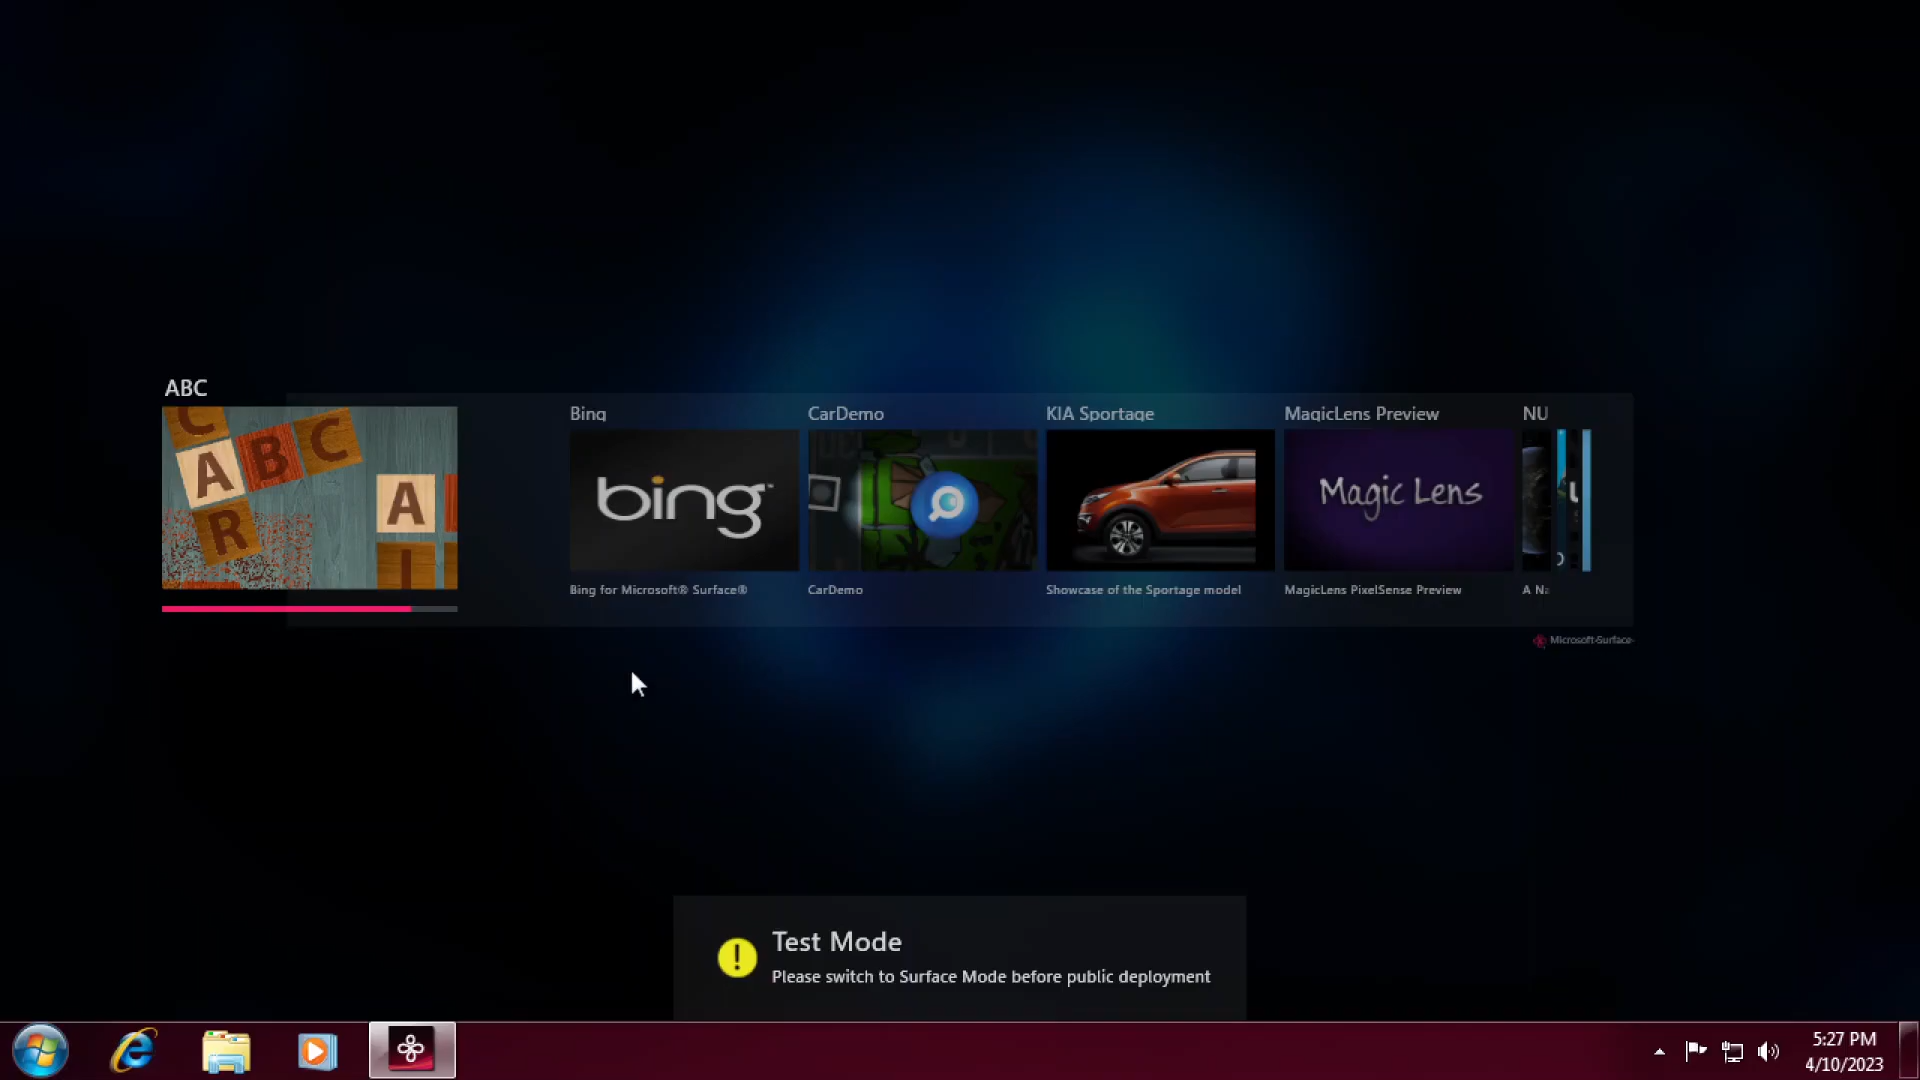 ABC
C
A B C
R
A
I
Bing
bing™
Bing for Microsoft® Surface®
CarDemo
CarDemo
KIA Sportage
Showcase of the Sportage model
MagicLens Preview
Magic Lens
MagicLens PixelSense Preview
NU
A Na
Microsoft Surface
Test Mode
Please switch to Surface Mode before public deployment
5:27 PM
4/10/2023